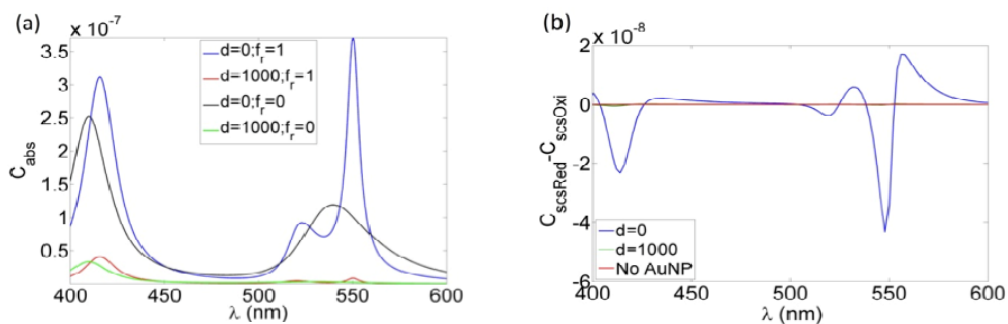 (a)
x 10^-7
3.5
3
2.5
2
1.5
1
0.5
0
C_abs
d=0;f_r=1
d=1000;f_r=1
d=0;f_r=0
d=1000;f_r=0
400 450 500 550 600
λ (nm)
(b)
x 10^-8
2
0
-2
-4
-6
C_scsRed-C_scsOxi
d=0
d=1000
No AuNP
400 450 500 550 600
λ (nm)